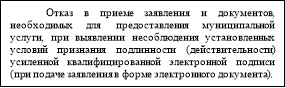 Отказ в приеме заявления и документов,
необходимых для предоставления муниципальной
услуги, при выявлении несоблюдения установленных
условий признания подлинности (действительности)
усиленной квалифицированной электронной подписи
(при подаче заявления в форме электронного документа).